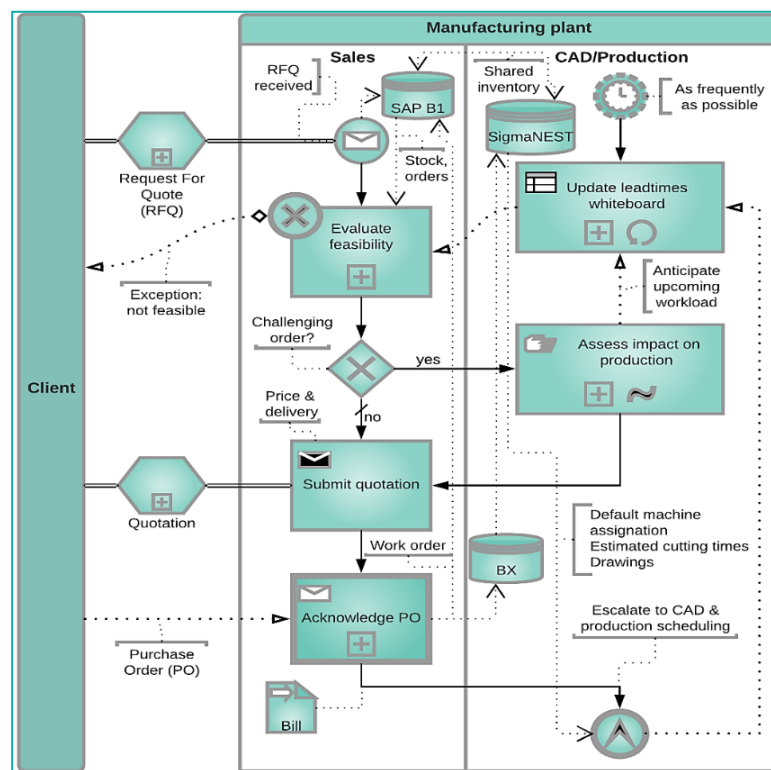 Manufacturing plant
Sales
CAD/Production
RFQ
received
SAP B1
Shared
inventory
SigmaNEST
As frequently
as possible
Request For
Quote
(RFQ)
Stock,
orders
Evaluate
feasibility
Update leadtimes
whiteboard
Exception:
not feasible
Anticipate
upcoming
workload
Challenging
order?
yes
Assess impact on
production
Client
Price &
delivery
no
Submit quotation
Quotation
Default machine
assignation
Estimated cutting times
Drawings
Work order
BX
Acknowledge PO
Escalate to CAD &
production scheduling
Purchase
Order (PO)
Bill